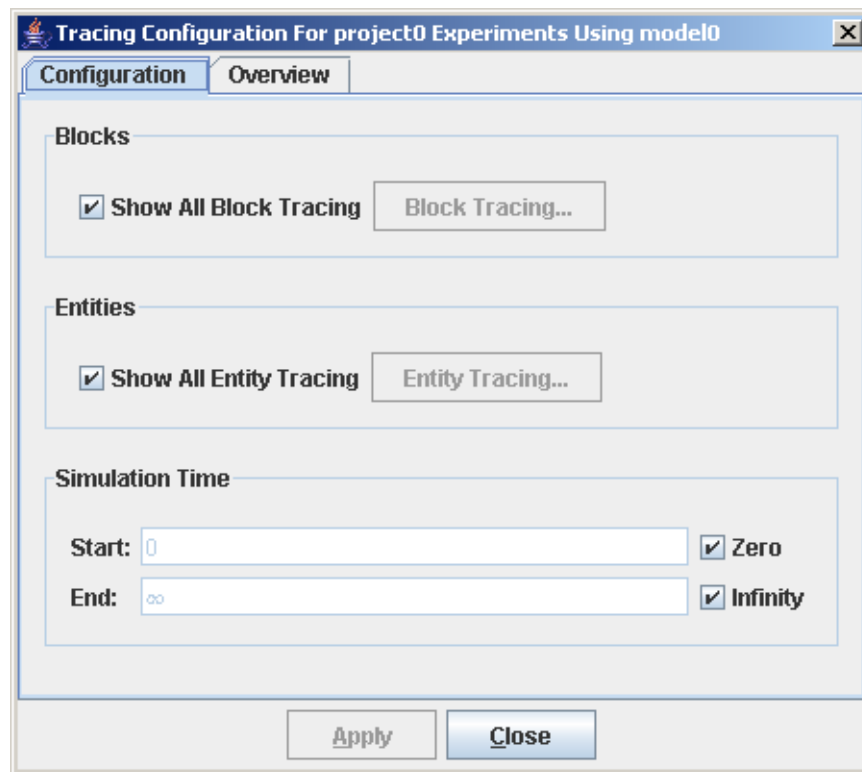 Tracing Configuration For project0 Experiments Using model0
Configuration Overview
Blocks
Show All Block Tracing Block Tracing...
Entities
Show All Entity Tracing Entity Tracing...
Simulation Time
Start: 0 Zero
End: ∞ Infinity
Apply Close